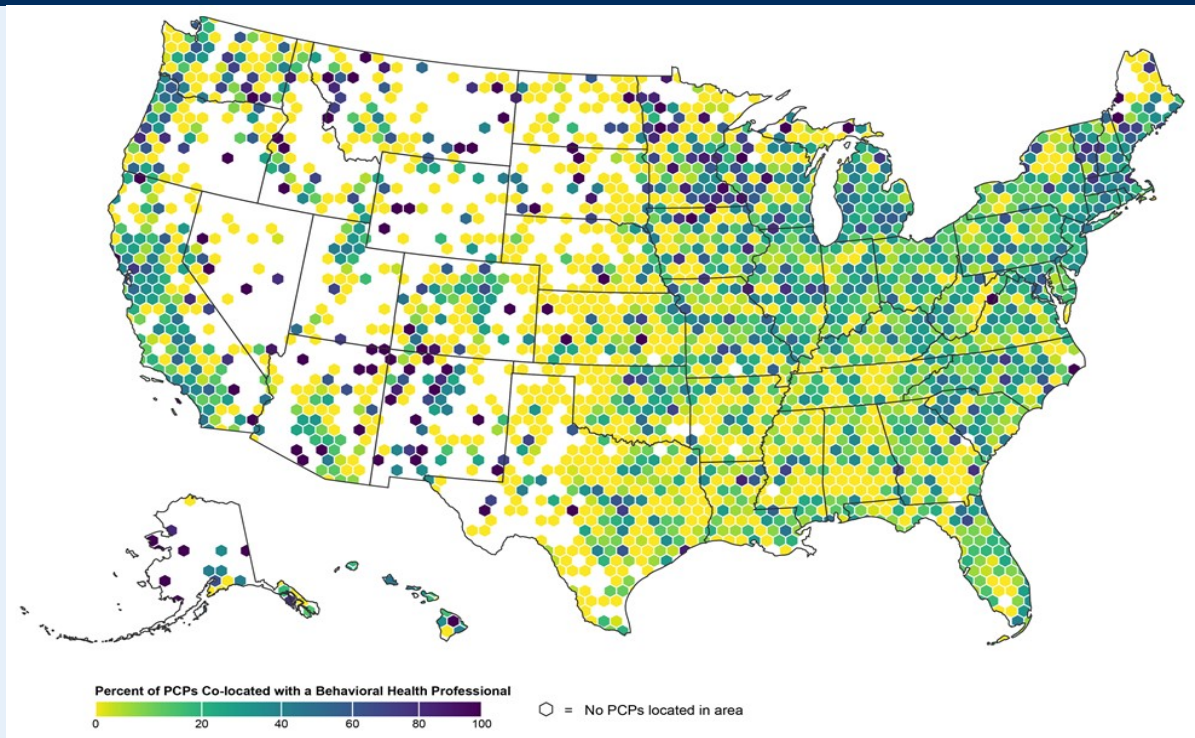 Percent of PCPs Co-located with a Behavioral Health Professional
0 20 40 60 80 100
= No PCPs located in area